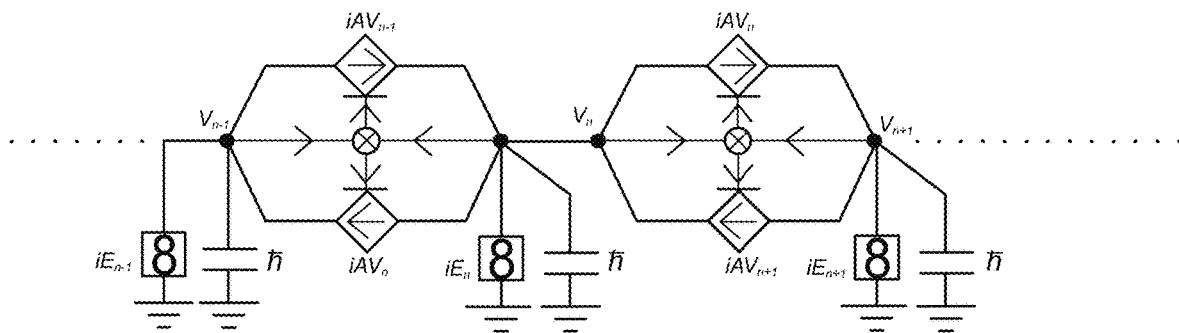 iAVₙ₋₁ iAVₙ
Vₙ₋₁ Vₙ Vₙ₊₁
iEₙ₋₁ ℏ iAVₙ iEₙ ℏ iAVₙ₊₁ iEₙ₊₁ ℏ